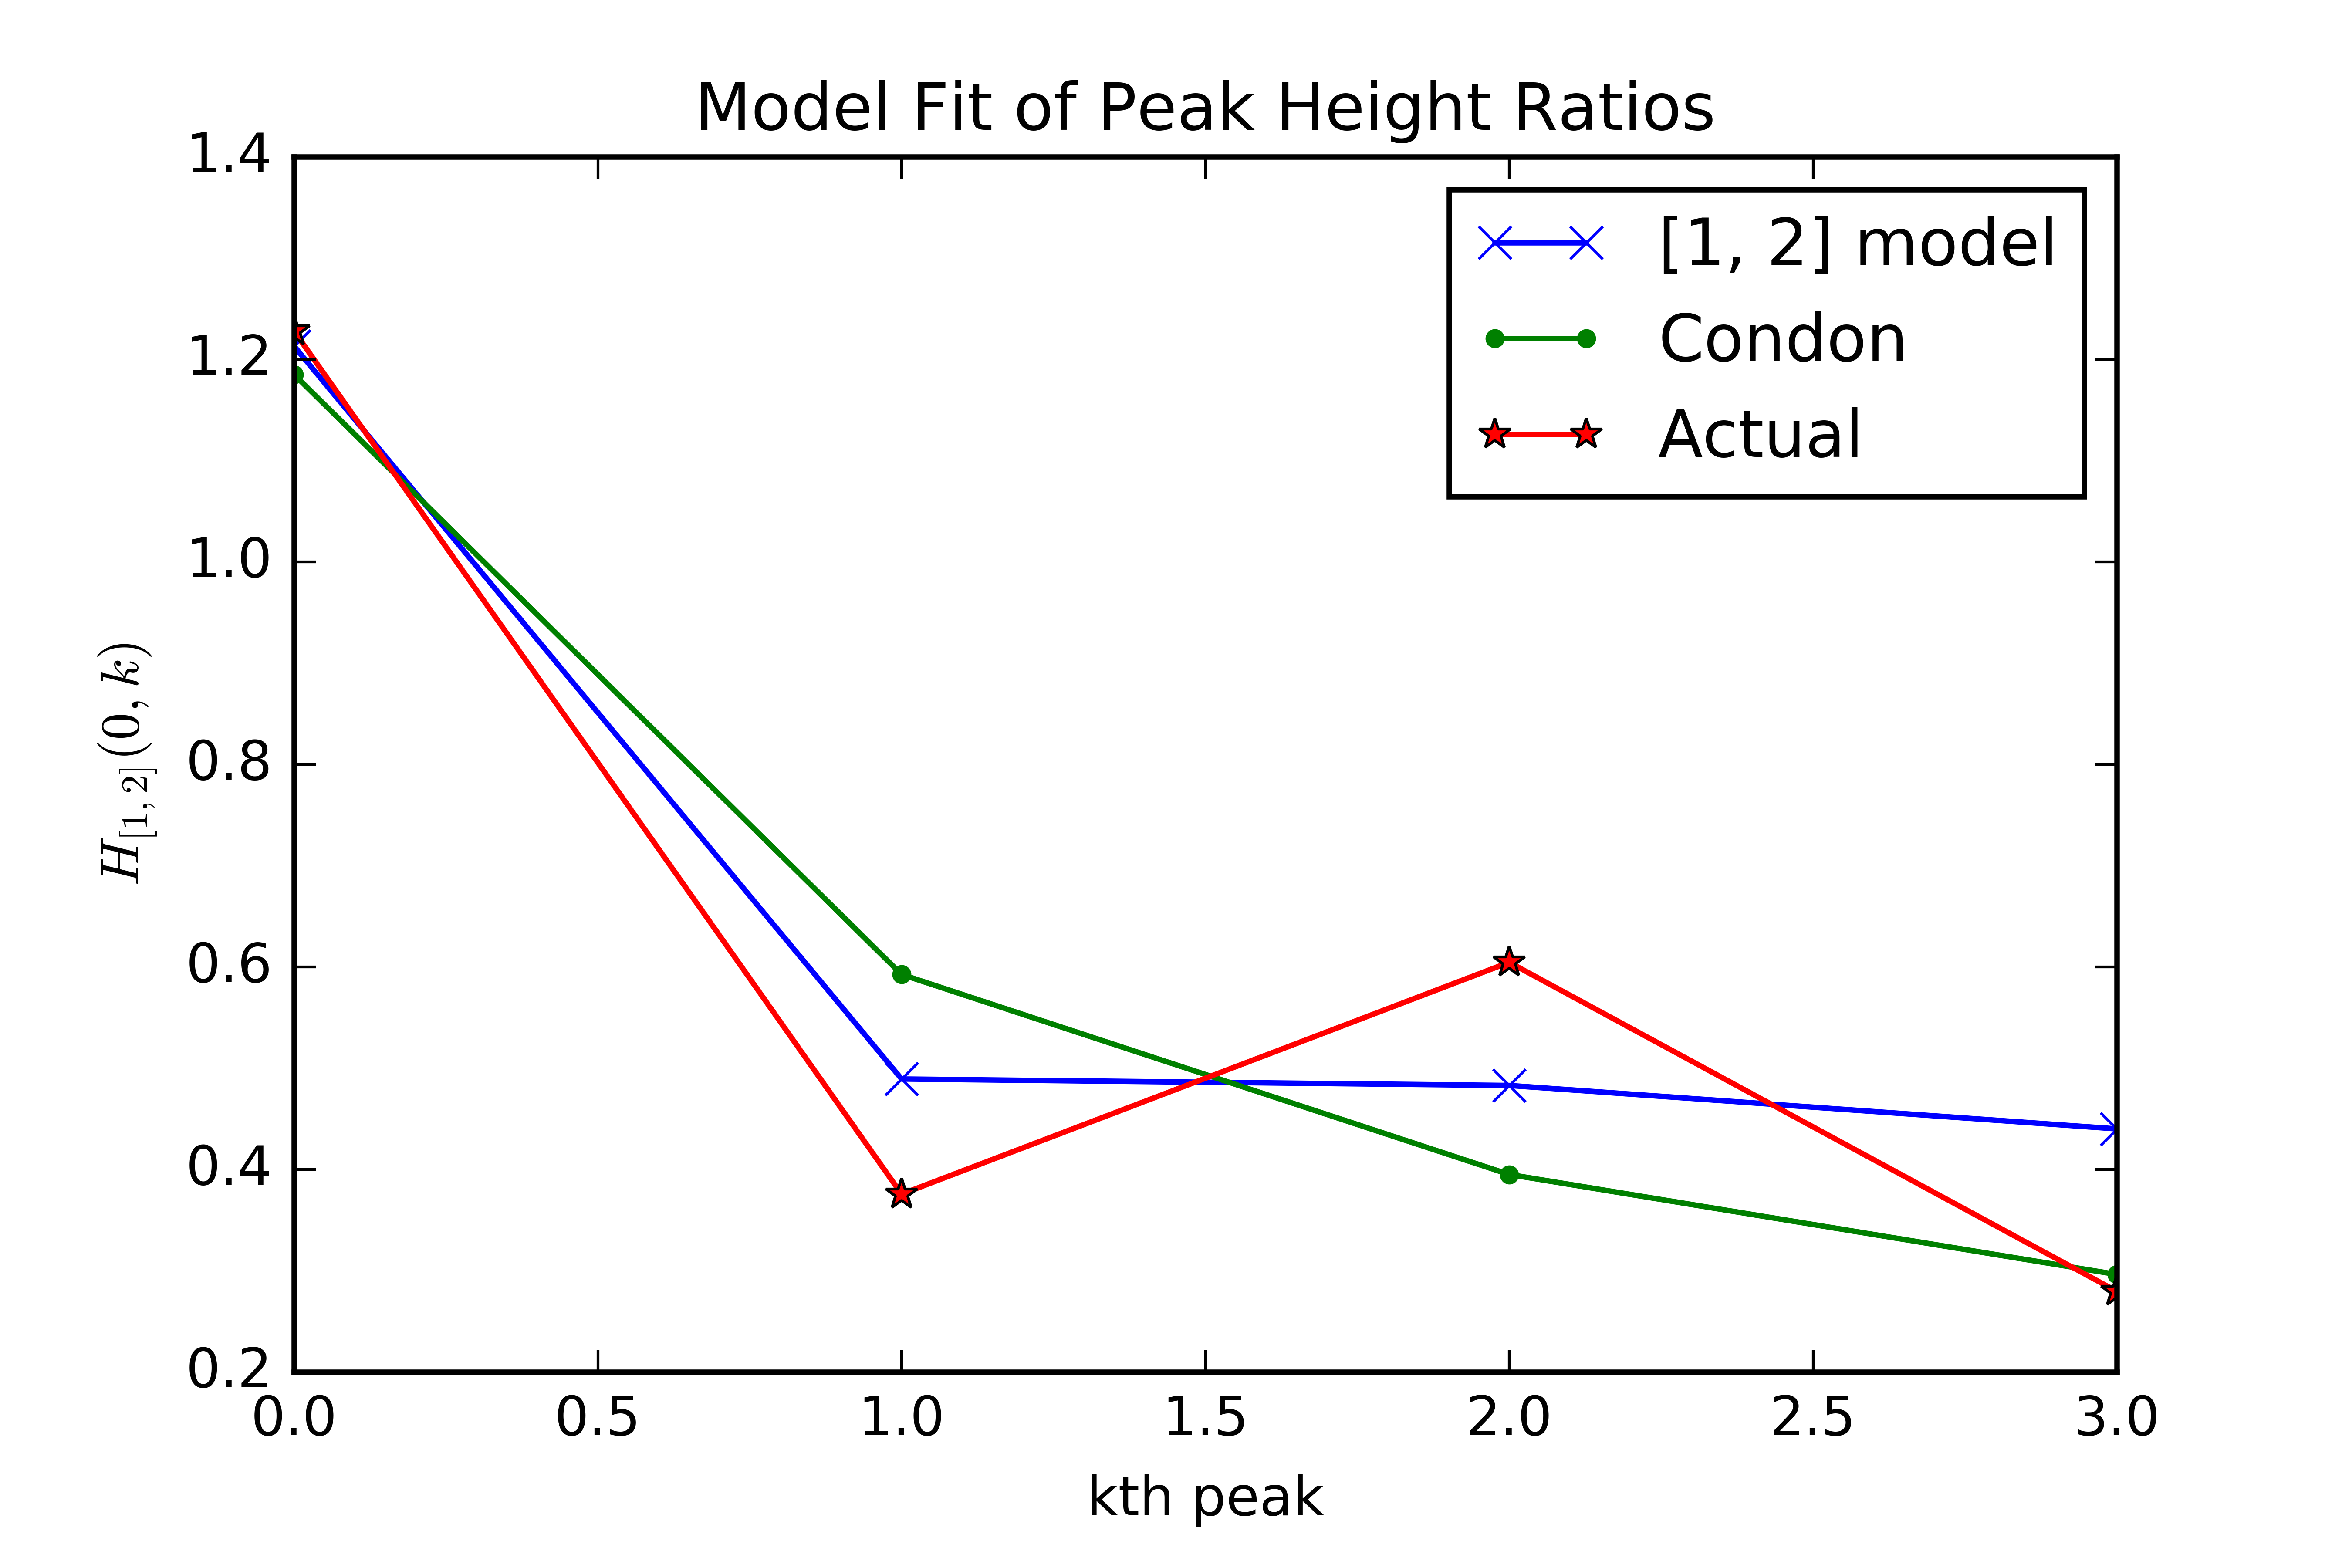 Model Fit of Peak Height Ratios
1.4
1.2
1.0
0.8
0.6
0.4
0.2
H[1,2](0,k)
[1, 2] model
Condon
Actual
0.0 0.5 1.0 1.5 2.0 2.5 3.0
kth peak